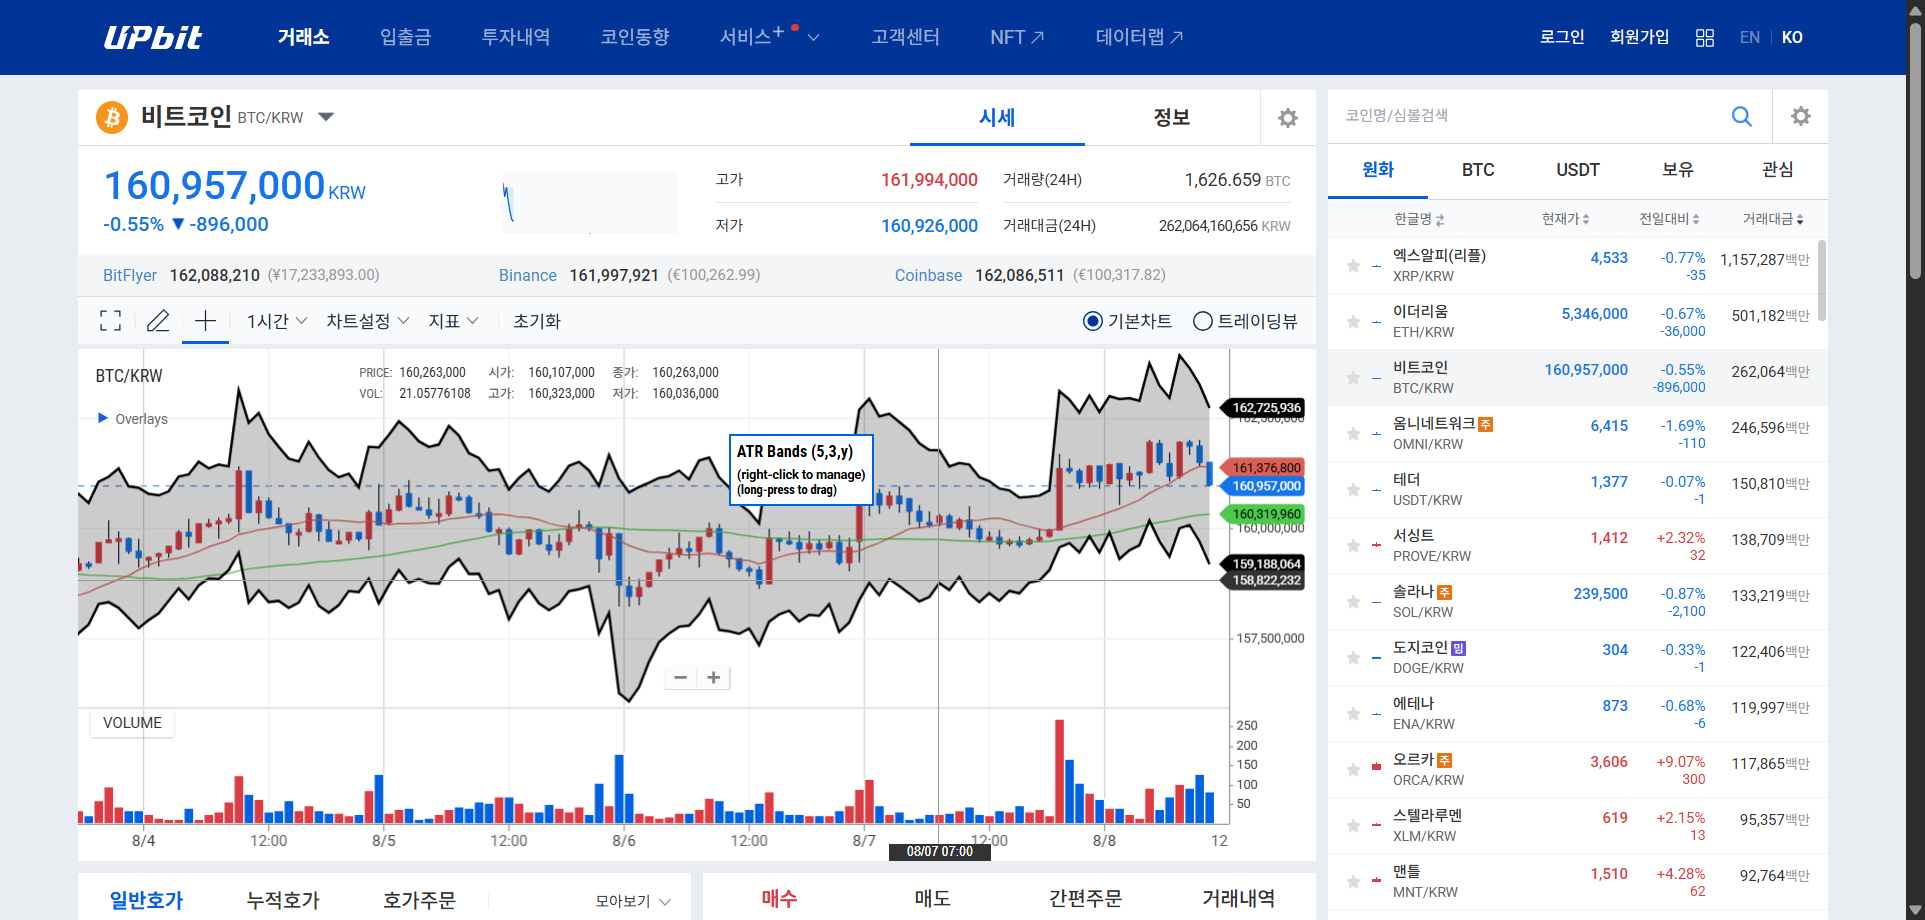 UPbit
거래소
입출금
투자내역
코인동향
서비스+
고객센터
NFT
데이터랩
로그인
회원가입
EN
KO
비트코인 BTC/KRW
시세
정보
160,957,000 KRW
-0.55% ▼ -896,000
고가 161,994,000
거래량(24H) 1,626.659 BTC
저가 160,926,000
거래대금(24H) 262,064,160,656 KRW
BitFlyer 162,088,210 (¥17,233,893.00)
Binance 161,997,921 (€100,262.99)
Coinbase 162,086,511 (€100,317.82)
1시간
차트설정
지표
초기화
기본차트
트레이딩뷰
BTC/KRW
PRICE: 160,263,000 시가: 160,107,000 종가: 160,263,000
VOL: 21.05776108 고가: 160,323,000 저가: 160,036,000
Overlays
ATR Bands (5,3,y)
(right-click to manage)
(long-press to drag)
162,725,936
162,500,000
161,376,800
160,957,000
160,319,960
160,000,000
159,188,064
158,822,232
157,500,000
VOLUME
250
200
150
100
50
8/4
12:00
8/5
12:00
8/6
12:00
8/7
12:00
8/8
12
08/07 07:00
일반호가
누적호가
호가주문
모아보기
매수
매도
간편주문
거래내역
코인명/심볼검색
원화
BTC
USDT
보유
관심
한글명
현재가
전일대비
거래대금
엑스알피(리플) 4,533 -0.77% 1,157,287백만
XRP/KRW -35
이더리움 5,346,000 -0.67% 501,182백만
ETH/KRW -36,000
비트코인 160,957,000 -0.55% 262,064백만
BTC/KRW -896,000
옴니네트워크 주 6,415 -1.69% 246,596백만
OMNI/KRW -110
테더 1,377 -0.07% 150,810백만
USDT/KRW -1
서싱트 1,412 +2.32% 138,709백만
PROVE/KRW 32
솔라나 주 239,500 -0.87% 133,219백만
SOL/KRW -2,100
도지코인 밈 304 -0.33% 122,406백만
DOGE/KRW -1
에테나 873 -0.68% 119,997백만
ENA/KRW -6
오르카 주 3,606 +9.07% 117,865백만
ORCA/KRW 300
스텔라루멘 619 +2.15% 95,357백만
XLM/KRW 13
맨틀 1,510 +4.28% 92,764백만
MNT/KRW 62